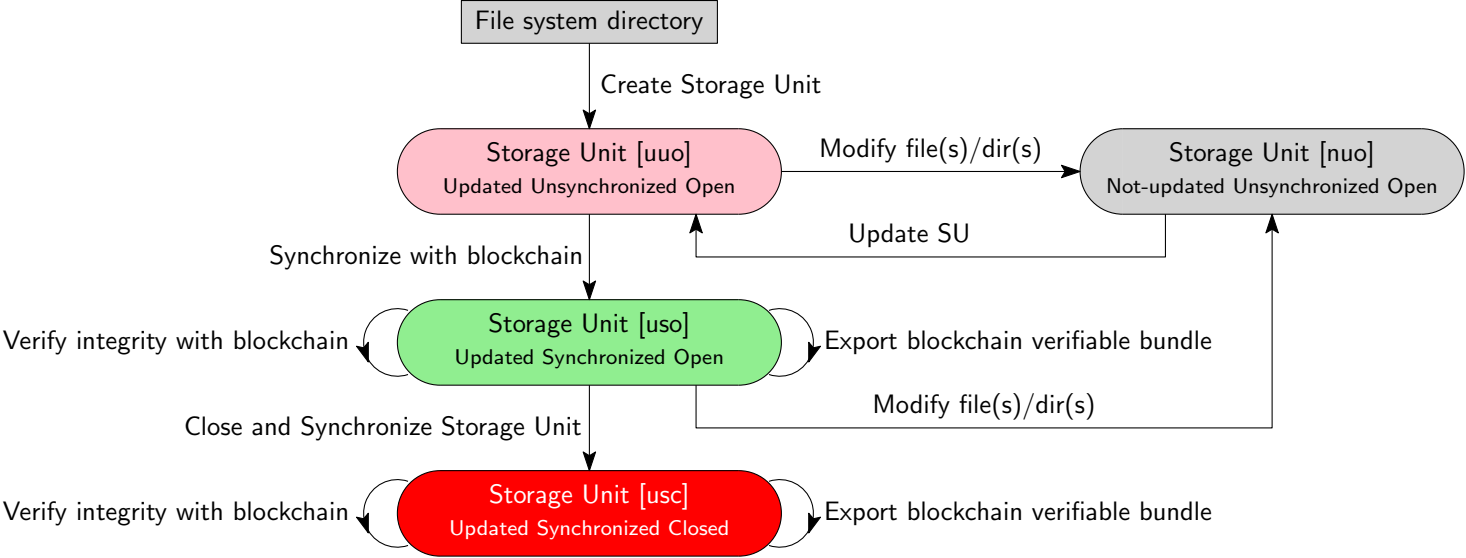 File system directory
Create Storage Unit
Storage Unit [uuo]
Updated Unsynchronized Open
Modify file(s)/dir(s)
Storage Unit [nuo]
Not-updated Unsynchronized Open
Update SU
Synchronize with blockchain
Storage Unit [uso]
Updated Synchronized Open
Verify integrity with blockchain
Export blockchain verifiable bundle
Modify file(s)/dir(s)
Close and Synchronize Storage Unit
Storage Unit [usc]
Updated Synchronized Closed
Verify integrity with blockchain
Export blockchain verifiable bundle